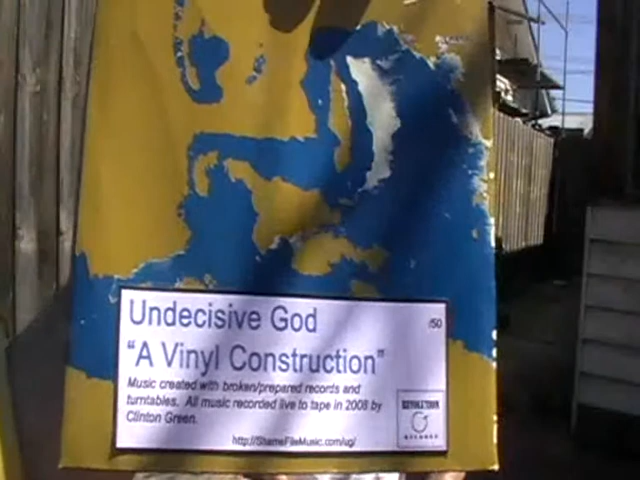 Undecisive God
/50
"A Vinyl Construction"
Music created with broken/prepared records and
turntables. All music recorded live to tape in 2008 by
Clinton Green.
http://ShameFileMusic.com/ug/
RECORDS